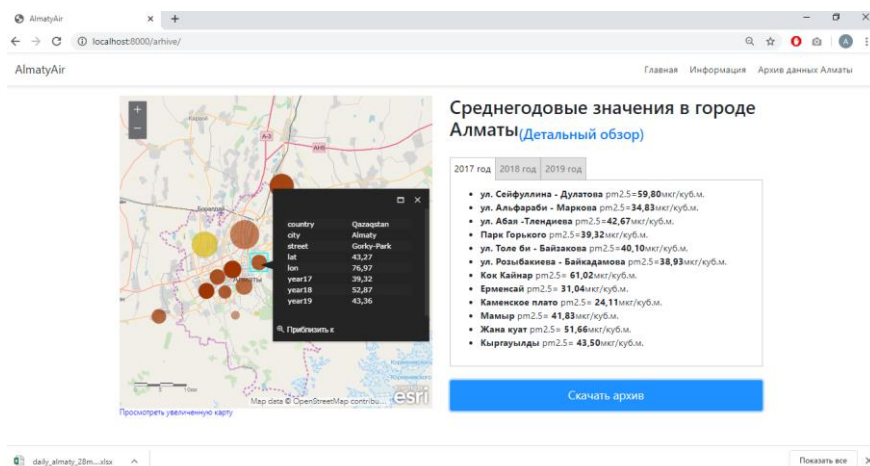 AlmatyAir
localhost:8000/arhive/
AlmatyAir
Главная Информация Архив данных Алматы
Среднегодовые значения в городе
Алматы(Детальный обзор)
2017 год 2018 год 2019 год
ул. Сейфуллина - Дулатова pm2.5=59,80мкг/куб.м.
ул. Альфараби - Маркова pm2.5=34,83мкг/куб.м.
ул. Абая -Тлендиева pm2.5=42,67мкг/куб.м.
Парк Горького pm2.5=39,32мкг/куб.м.
ул. Толе би - Байзакова pm2.5=40,10мкг/куб.м.
ул. Розыбакиева - Байкадамова pm2.5=38,93мкг/куб.м.
Кок Кайнар pm2.5= 61,02мкг/куб.м.
Ерменсай pm2.5= 31,04мкг/куб.м.
Каменское плато pm2.5= 24,11мкг/куб.м.
Мамыр pm2.5= 41,83мкг/куб.м.
Жана куат pm2.5= 51,66мкг/куб.м.
Кыргауылды pm2.5= 43,50мкг/куб.м.
Скачать архив
A-3
country Qazaqstan
city Almaty
street Gorky-Park
lat 43,27
lon 76,97
year17 39,32
year18 52,87
year19 43,36
Приблизить к
Алматы
Map data © OpenStreetMap contribu...
esri
Просмотреть увеличенную карту
daily_almaty_28m....xlsx
Показать все